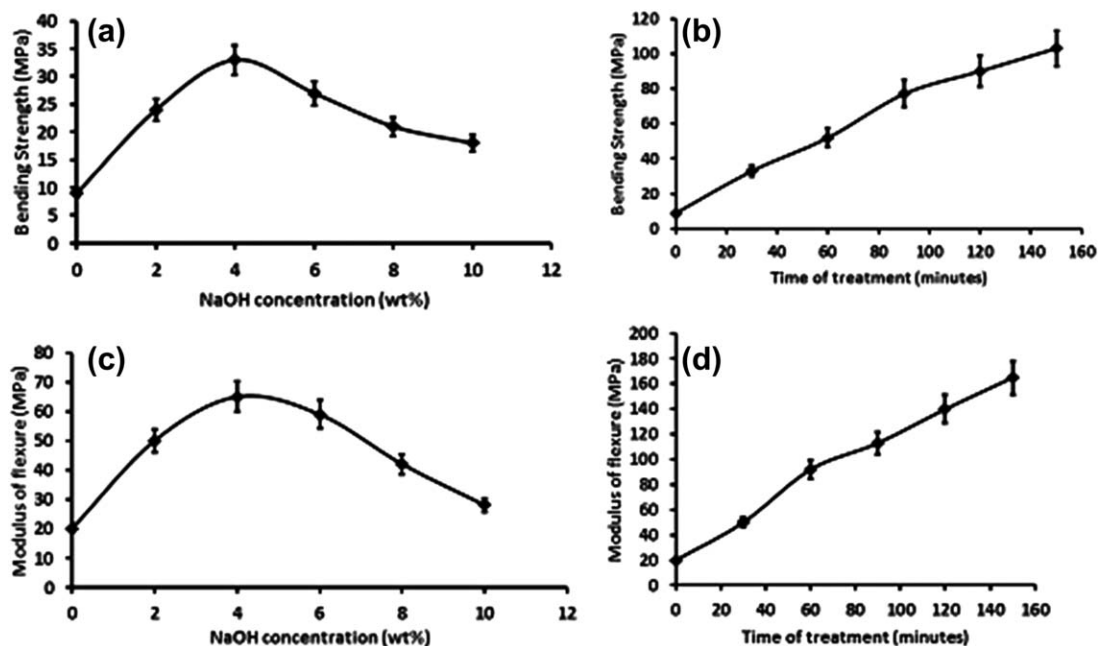 (a)
Bending Strength (MPa)
40
35
30
25
20
15
10
5
0
0 2 4 6 8 10 12
NaOH concentration (wt%)
(b)
Bending Strength (MPa)
120
100
80
60
40
20
0
0 20 40 60 80 100 120 140 160
Time of treatment (minutes)
(c)
Modulus of flexure (MPa)
80
70
60
50
40
30
20
10
0
0 2 4 6 8 10 12
NaOH concentration (wt%)
(d)
Modulus of flexure (MPa)
200
180
160
140
120
100
80
60
40
20
0
0 20 40 60 80 100 120 140 160
Time of treatment (minutes)